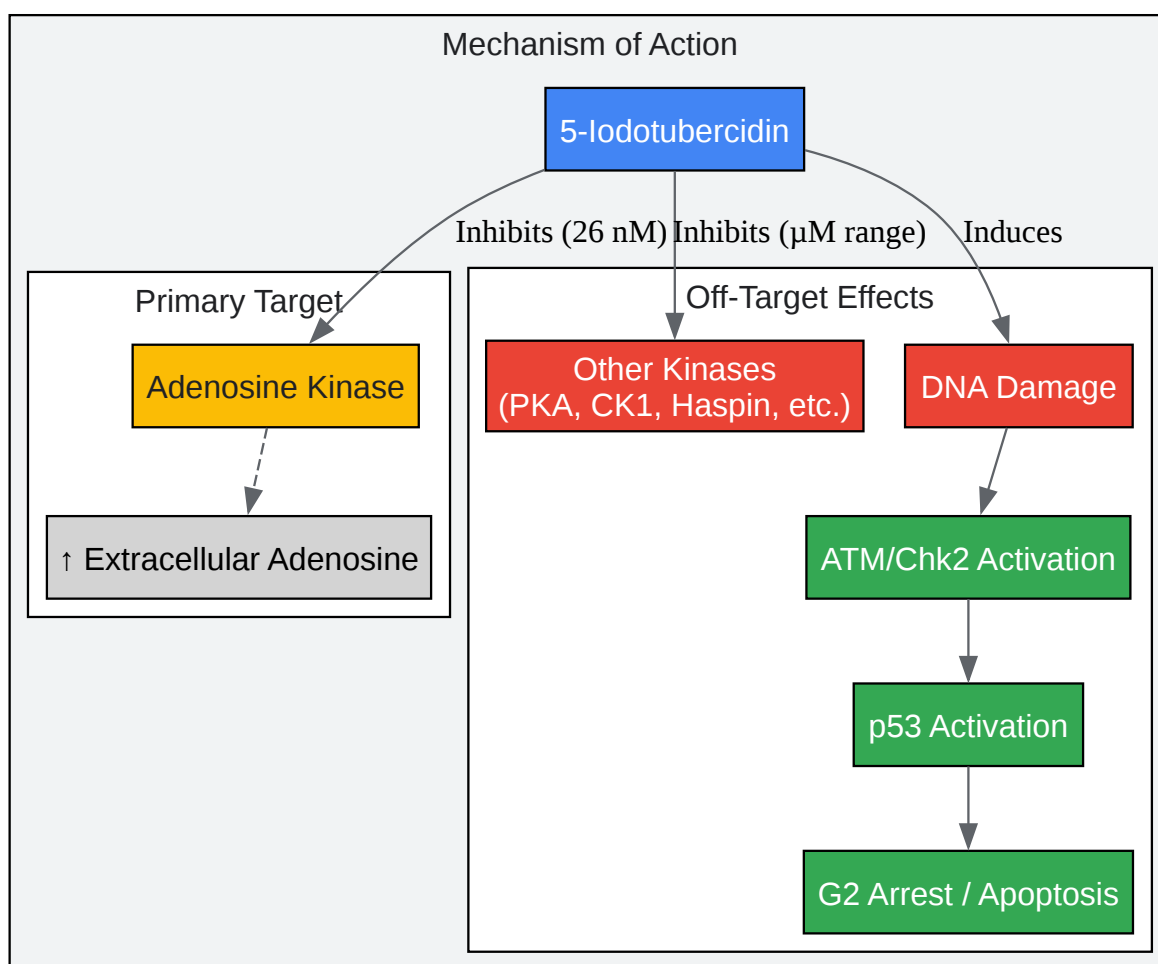 Mechanism of Action
5-Iodotubercidin
Inhibits (26 nM)
Inhibits (µM range)
Induces
Primary Target
Off-Target Effects
Adenosine Kinase
Other Kinases
(PKA, CK1, Haspin, etc.)
DNA Damage
↑ Extracellular Adenosine
ATM/Chk2 Activation
p53 Activation
G2 Arrest / Apoptosis